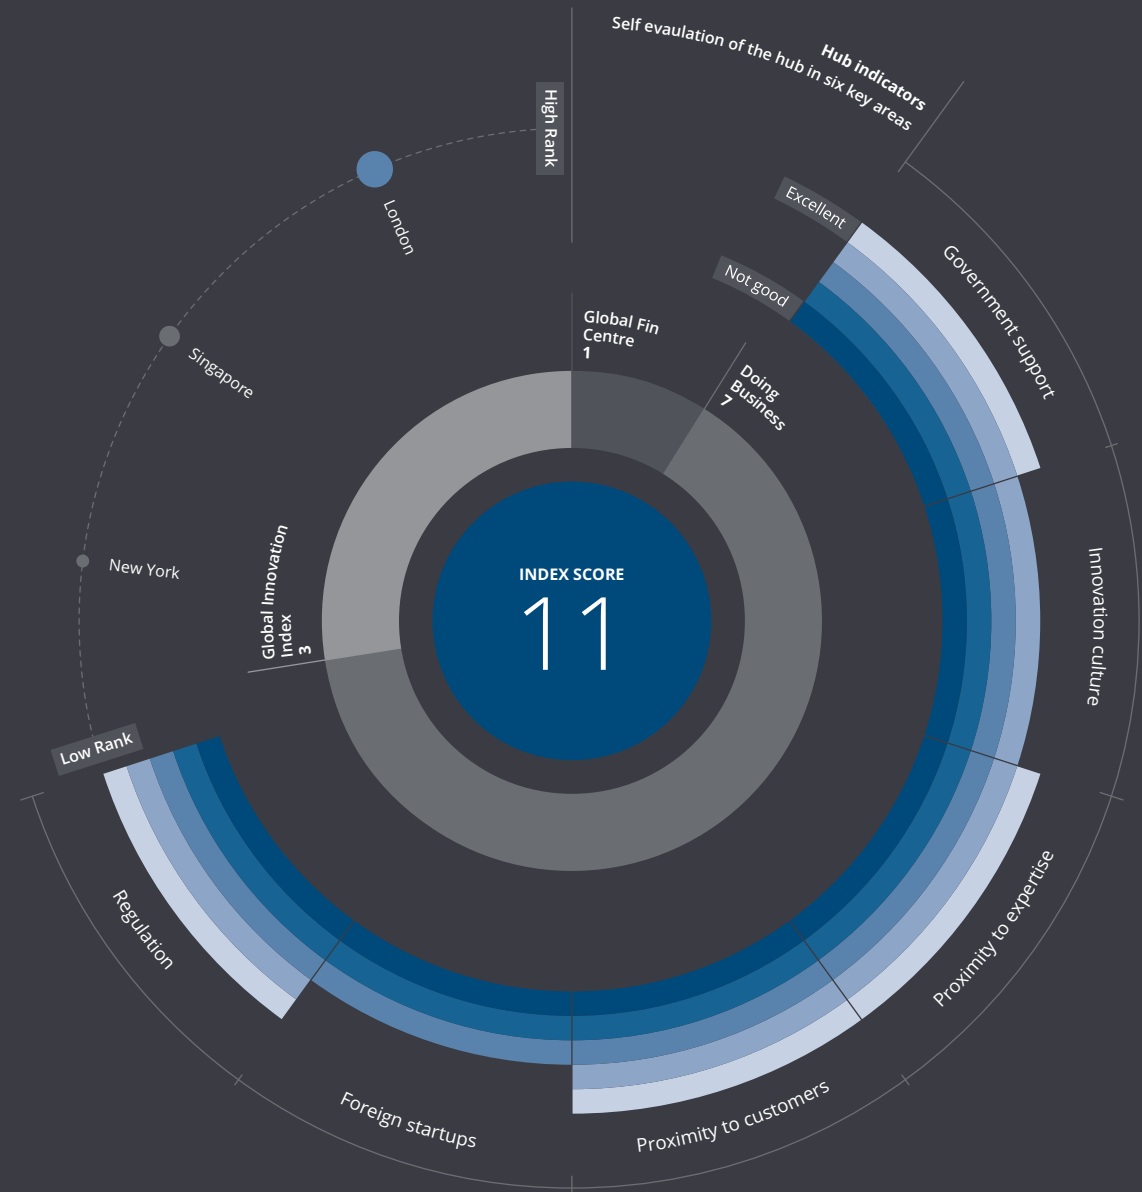 Self evaulation of the hub in six key areas
Hub indicators
High Rank
London
Singapore
New York
Low Rank
Excellent
Not good
Global Fin
Centre
1
Doing
Business
7
Global Innovation
Index
3
INDEX SCORE
11
Government support
Innovation culture
Proximity to expertise
Proximity to customers
Foreign startups
Regulation